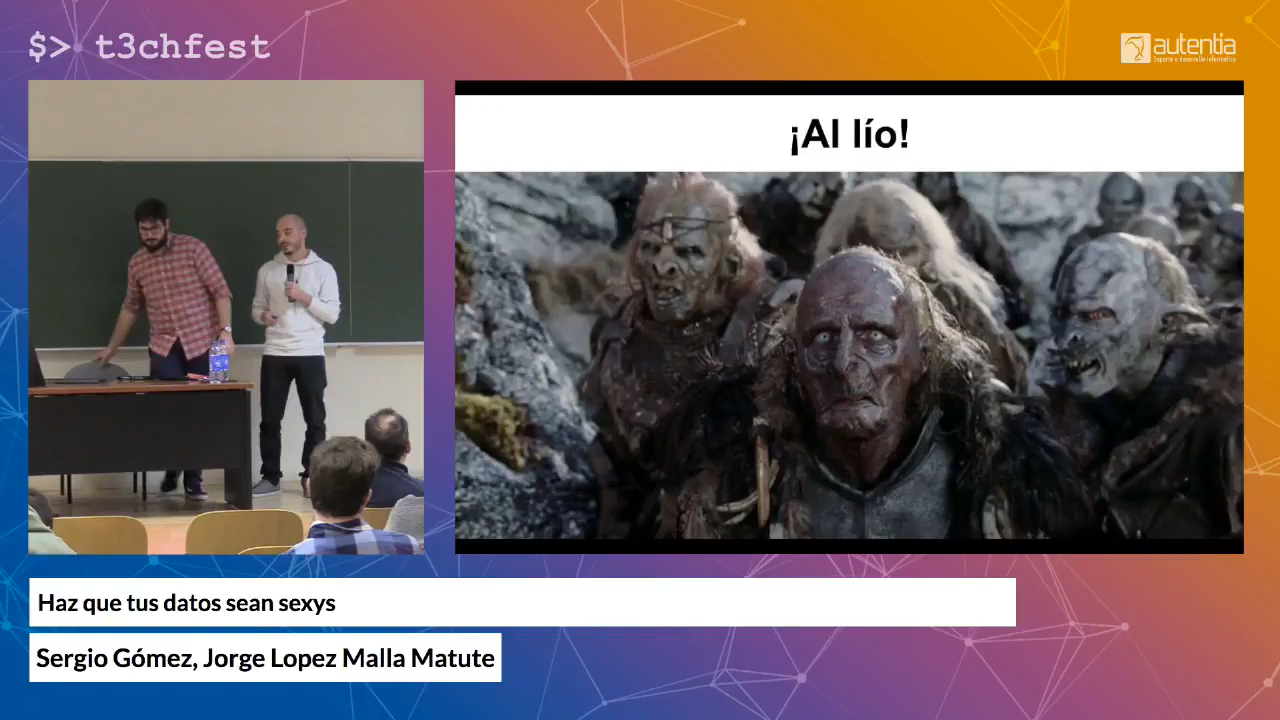 $> t3chfest
autentia
Soporte a desarrollo informático
¡Al lío!
Haz que tus datos sean sexys
Sergio Gómez, Jorge Lopez Malla Matute